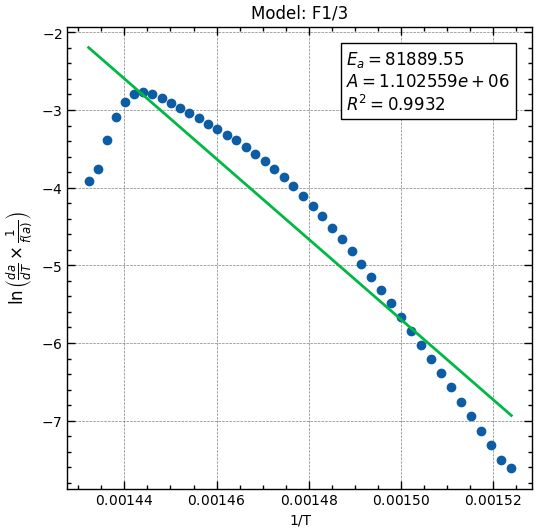 Model: F1/3
E_a = 81889.55
A = 1.102559e + 06
R^2 = 0.9932
ln(da/dT × 1/f(a))
−2
−3
−4
−5
−6
−7
0.00144 0.00146 0.00148 0.00150 0.00152
1/T